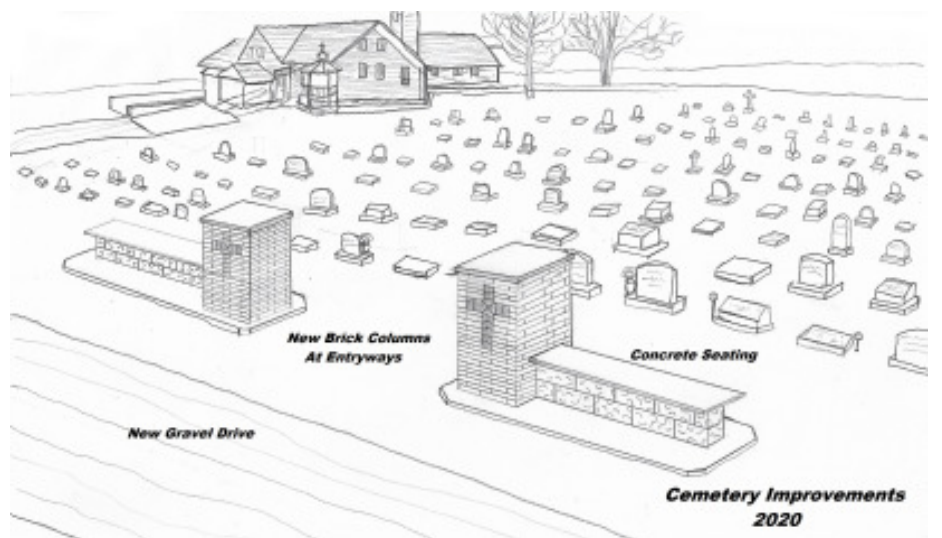 New Brick Columns
At Entryways
Concrete Seating
New Gravel Drive
Cemetery Improvements
2020